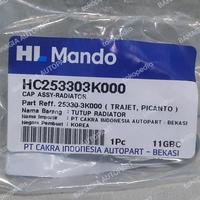 HL Mando
HC253303K000
CAP ASSY-RADIATOR
Part Reff. 25330-3K000 ( TRAJET, PICANTO )
Nama Barang : TUTUP RADIATOR
Nama Importir : PT CAKRA INDONESIA AUTOPART - BEKASI
Negara Pembuat : KOREA
1Pc
11GBC
PT CAKRA INDONESIA AUTOPART - BEKASI